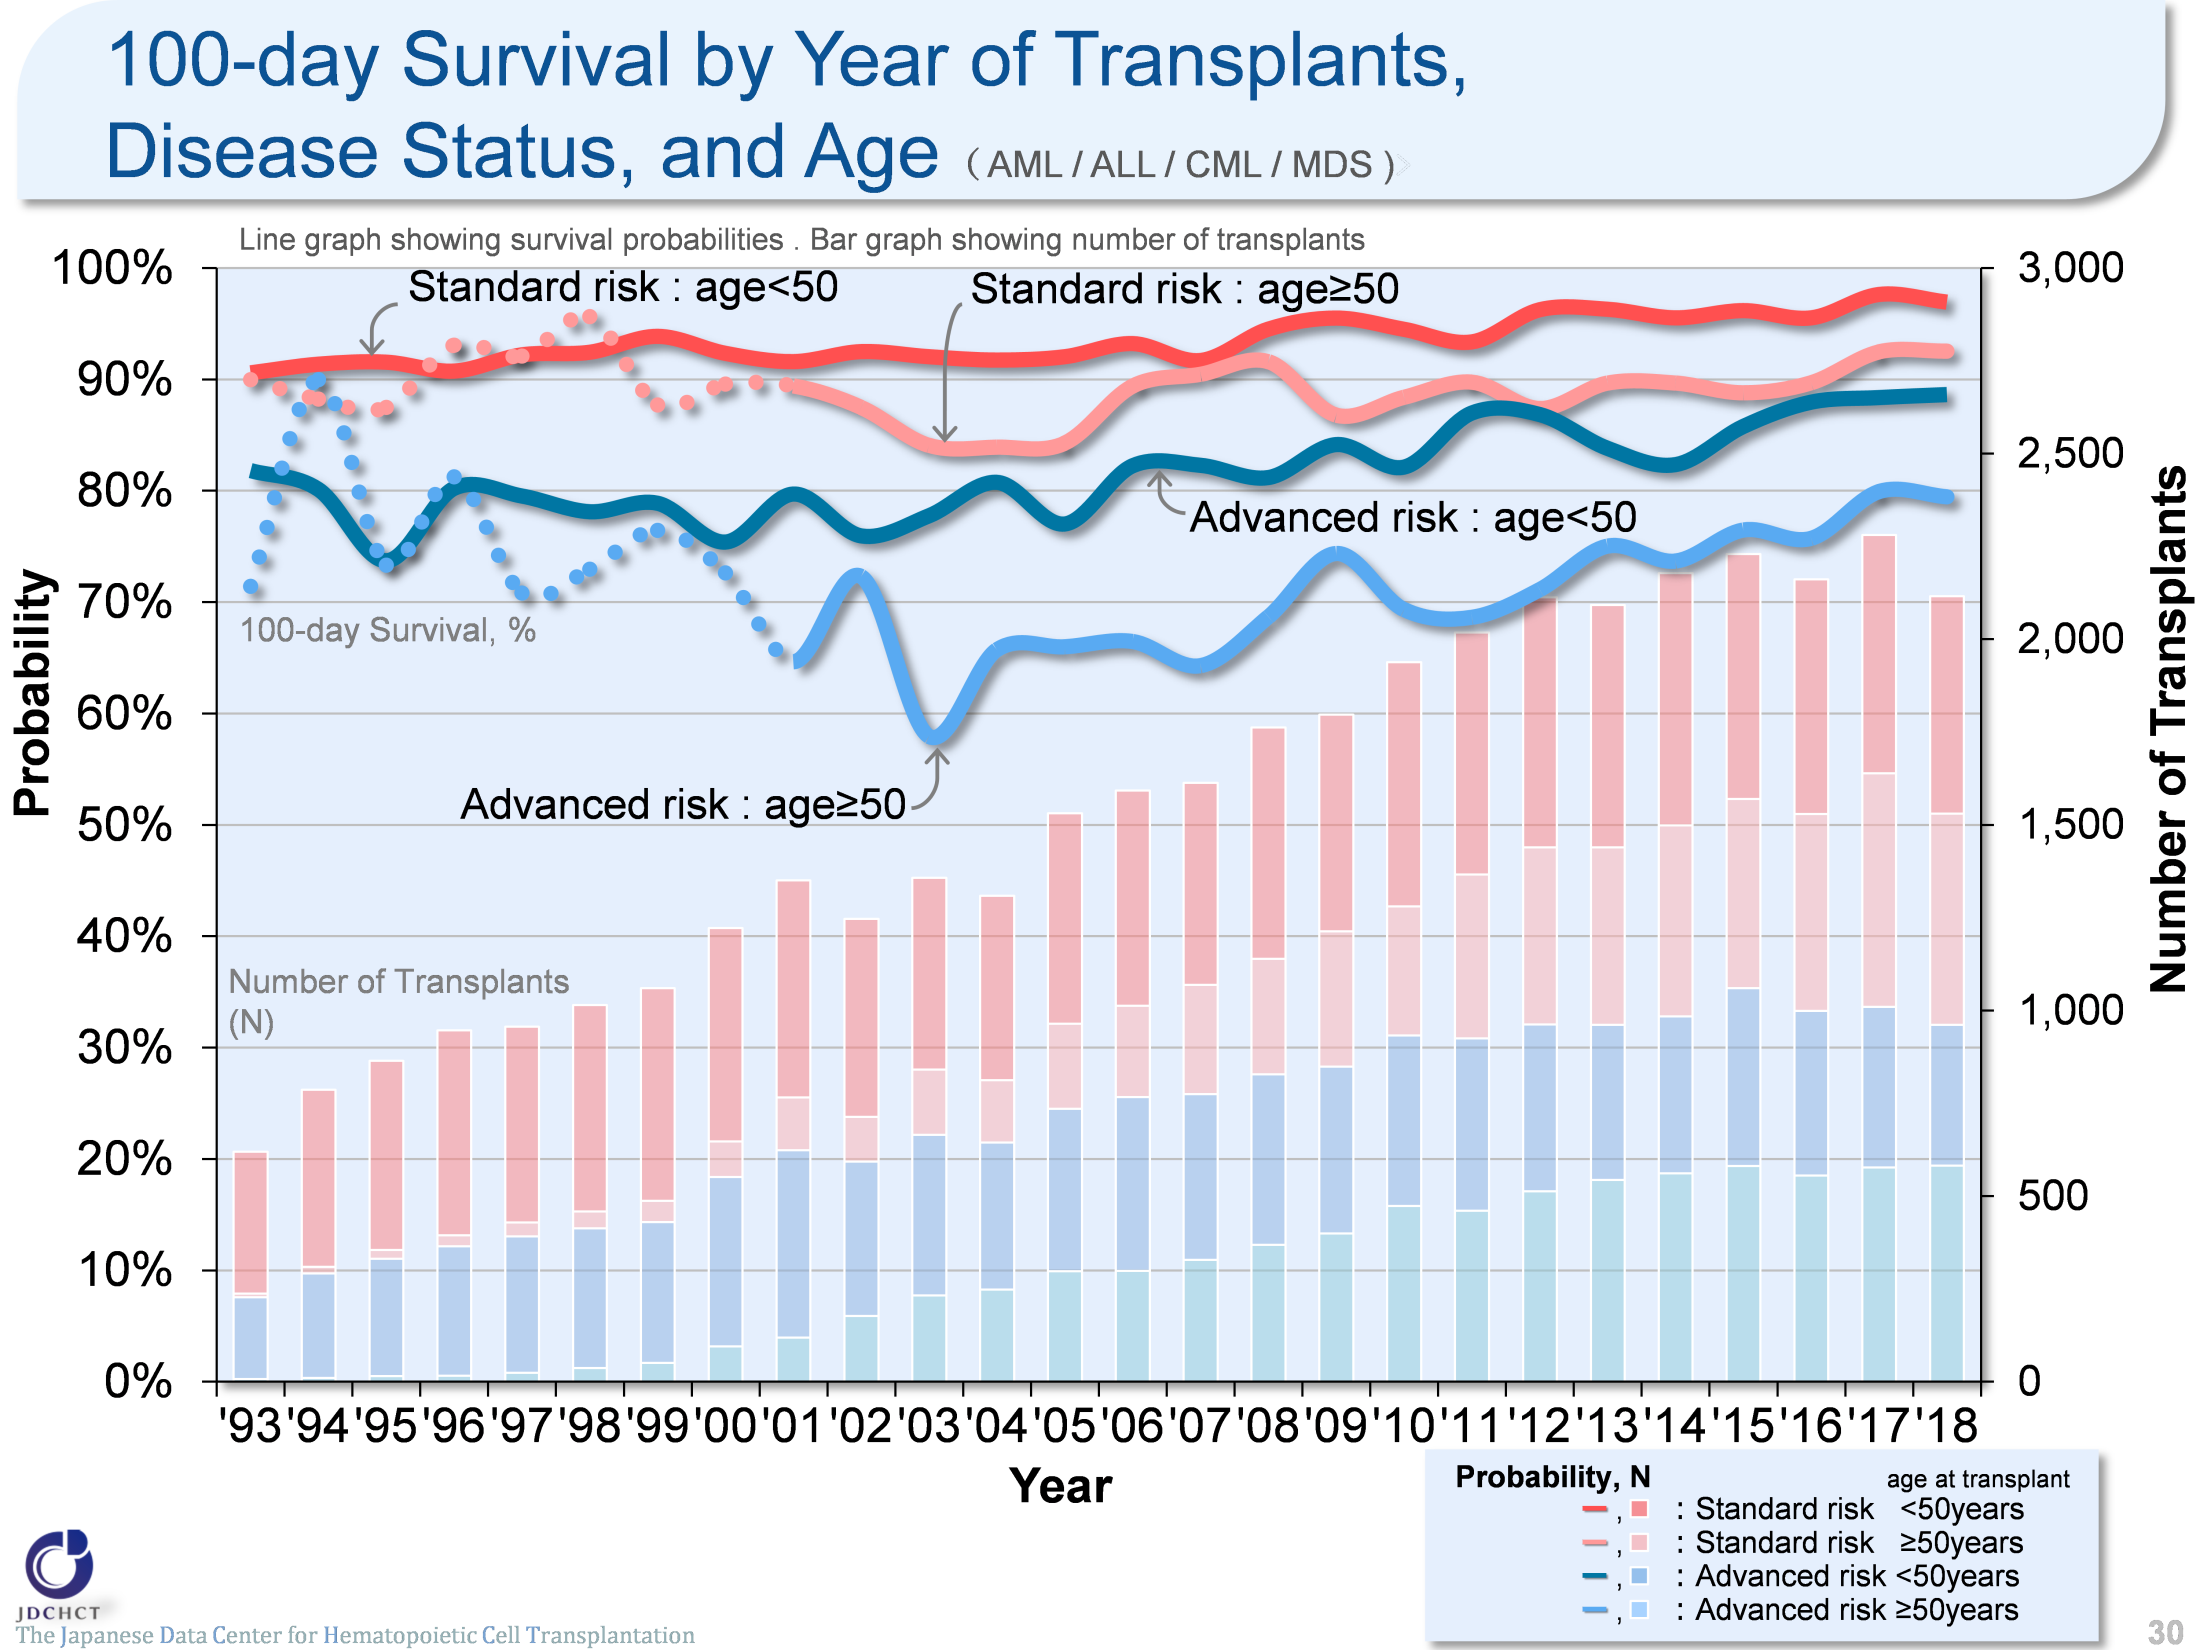 100-day Survival by Year of Transplants,
Disease Status, and Age （AML / ALL / CML / MDS )
Line graph showing survival probabilities . Bar graph showing number of transplants
100%
90%
80%
70%
60%
50%
40%
30%
20%
10%
0%
Probability
Standard risk : age<50
Standard risk : age≥50
Advanced risk : age<50
100-day Survival, %
Advanced risk : age≥50
Number of Transplants
(N)
3,000
2,500
2,000
1,500
1,000
500
0
Number of Transplants
'93 '94 '95 '96 '97 '98 '99 '00 '01 '02 '03 '04 '05 '06 '07 '08 '09 '10 '11 '12 '13 '14 '15 '16 '17 '18
Year
Probability, N age at transplant
, : Standard risk <50years
, : Standard risk ≥50years
, : Advanced risk <50years
, : Advanced risk ≥50years
JDCHCT
The Japanese Data Center for Hematopoietic Cell Transplantation
30